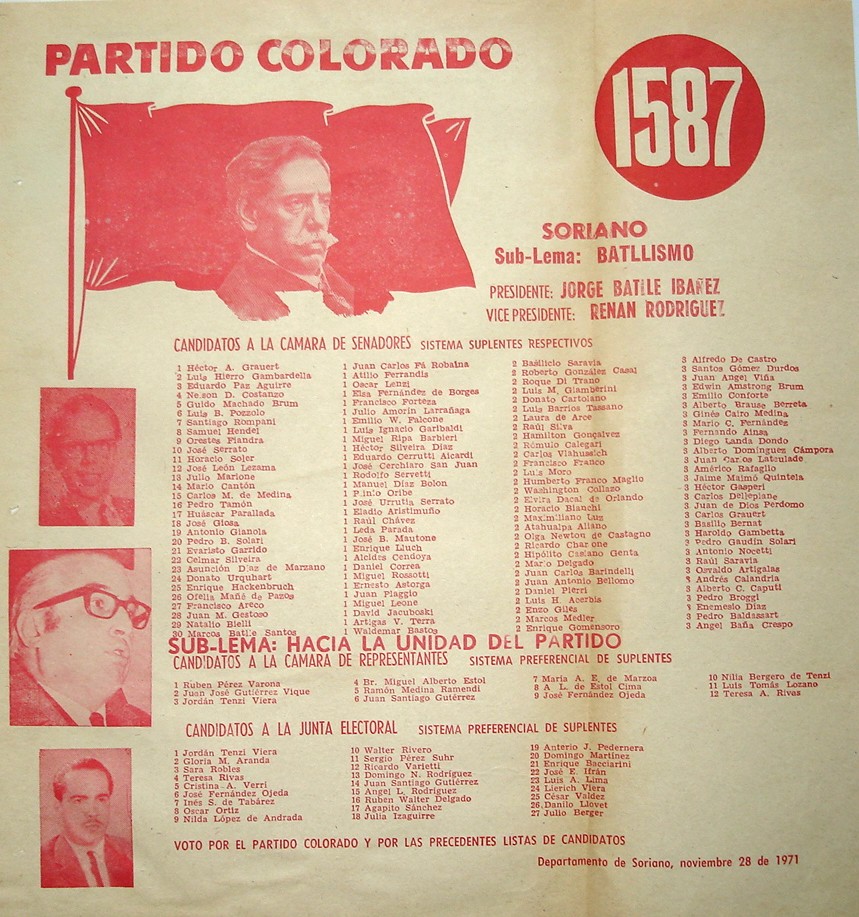 PARTIDO COLORADO
1587
SORIANO
Sub-Lema: BATLLISMO
PRESIDENTE: JORGE BATLLE IBAÑEZ
VICE PRESIDENTE: RENAN RODRIGUEZ
CANDIDATOS A LA CAMARA DE SENADORES SISTEMA SUPLENTES RESPECTIVOS
1 Héctor A. Grauert
2 Luis Hierro Gambardella
3 Eduardo Paz Aguirre
4 Nelson D. Costanzo
5 Guido Machado Brum
6 Luis B. Pozzolo
7 Santiago Rompani
8 Samuel Hendel
9 Orestes Fiandra
10 José Serrato
11 Horacio Soler
12 José León Lezama
13 Julio Marione
14 Mario Cantón
15 Carlos M. de Medina
16 Pedro Tamón
17 Huáscar Parallada
18 José Glosa
19 Antonio Gianola
20 Pedro B. Solari
21 Evaristo Garrido
22 Celmar Silveira
23 Asunción Díaz de Marzano
24 Donato Urquhart
25 Enrique Hackenbruch
26 Ofelia Mañé de Pazos
27 Francisco Areco
28 Juan M. Gestoso
29 Natalio Bielli
30 Marcos Batlle Santos
1 Juan Carlos Fá Robaina
1 Atilio Ferrandis
1 Oscar Lenzi
1 Elsa Fernández de Borges
1 Francisco Forteza
1 Julio Amorin Larrañaga
1 Emilio W. Falcone
1 Luis Ignacio Garibaldi
1 Miguel Ripa Barbieri
1 Héctor Silveira Díaz
1 Eduardo Cerrutti Aicardi
1 José Cerchiaro San Juan
1 Rodolfo Servetti
1 Manuel Díaz Bolon
1 Plinio Oribe
1 José Urrutia Serrato
1 Eladio Aristimuño
1 Raúl Chávez
1 Leda Parada
1 José B. Mautone
1 Enrique Lluch
1 Alcides Cendoya
1 Daniel Correa
1 Miguel Rossotti
1 Ernesto Astorga
1 Juan Piaggio
1 Miguel Leone
1 David Jacuboski
1 Artigas V. Terra
1 Waldemar Bastos
2 Basilicio Saravia
2 Roberto González Casal
2 Roque Di Trano
2 Luis M. Giamberini
2 Donato Cartolano
2 Luis Barrios Tassano
2 Laura de Arce
2 Raúl Silva
2 Hamilton Gonçalvez
2 Rómulo Calegari
2 Carlos Vlahussich
2 Francisco Franco
2 Luis Moro
2 Humberto Franco Maglio
2 Washington Collazo
2 Elvira Dacal de Orlando
2 Horacio Bianchi
2 Maximiliano Luz
2 Atahualpa Aliano
2 Olga Newton de Castagno
2 Ricardo Charlone
2 Hipólito Casiano Genta
2 Mario Delgado
2 Juan Carlos Barindelli
2 Juan Antonio Bellomo
2 Daniel Pierri
2 Luis H. Acerbis
2 Enzo Giles
2 Marcos Medler
2 Enrique Gomensoro
3 Alfredo De Castro
3 Santos Gómez Durdos
3 Juan Angel Viña
3 Edwin Amstrong Brum
3 Emilio Conforte
3 Alberto Brause Berreta
3 Ginés Cairo Medina
3 Mario C. Fernández
3 Fernando Ainsa
3 Diego Landa Dondo
3 Alberto Domínguez Cámpora
3 Juan Carlos Latculade
3 Américo Rafaglio
3 Jaime Maimó Quintela
3 Héctor Gasperi
3 Carlos Dellepiane
3 Juan de Dios Perdomo
3 Carlos Grauert
3 Basilio Bernat
3 Haroldo Gambetta
3 Pedro Gaudin Solari
3 Antonio Nocetti
3 Raúl Saravia
3 Osvaldo Artigalas
3 Andrés Calandria
3 Alberto C. Caputi
3 Pedro Broggi
3 Enemesio Díaz
3 Pedro Baldassart
3 Angel Baña Crespo
SUB-LEMA: HACIA LA UNIDAD DEL PARTIDO
CANDIDATOS A LA CAMARA DE REPRESENTANTES SISTEMA PREFERENCIAL DE SUPLENTES
1 Ruben Pérez Varona
2 Juan José Gutiérrez Vique
3 Jordán Tenzi Viera
4 Br. Miguel Alberto Estol
5 Ramón Medina Ramendi
6 Juan Santiago Gutérrez
7 María A. E. de Marzoa
8 A L. de Estol Cima
9 José Fernández Ojeda
10 Nilia Bergero de Tenzi
11 Luis Tomás Lozano
12 Teresa A. Rivas
CANDIDATOS A LA JUNTA ELECTORAL SISTEMA PREFERENCIAL DE SUPLENTES
1 Jordán Tenzi Viera
2 Gloria M. Aranda
3 Sara Robles
4 Teresa Rivas
5 Cristina A. Verri
6 José Fernández Ojeda
7 Inés S. de Tabárez
8 Oscar Ortiz
9 Nilda López de Andrada
10 Walter Rivero
11 Sergio Pérez Suhr
12 Ricardo Varietti
13 Domingo N. Rodríguez
14 Juan Santiago Gutiérrez
15 Angel L. Rodríguez
16 Ruben Walter Delgado
17 Agapito Sánchez
18 Julia Izaguirre
19 Anterio J. Pedernera
20 Domingo Martínez
21 Enrique Bacciarini
22 José E. Ifrán
23 Luis A. Lima
24 Llerich Viera
25 César Valdez
26 Danilo Llovet
27 Julio Berger
VOTO POR EL PARTIDO COLORADO Y POR LAS PRECEDENTES LISTAS DE CANDIDATOS
Departamento de Soriano, noviembre 28 de 1971